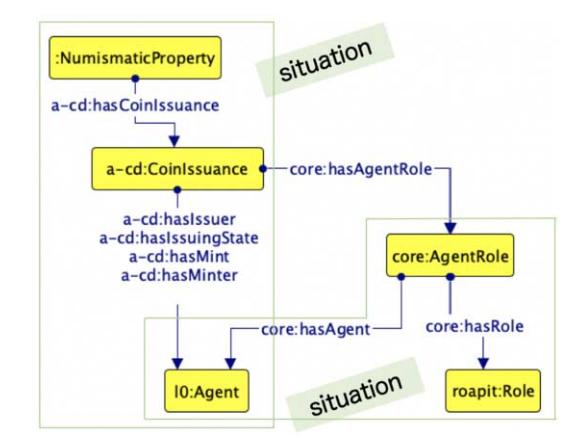 :NumismaticProperty
situation
a-cd:hasCoinIssuance
a-cd:CoinIssuance
core:hasAgentRole
a-cd:hasIssuer
a-cd:hasIssuingState
a-cd:hasMint
a-cd:hasMinter
core:AgentRole
core:hasAgent
core:hasRole
l0:Agent
situation
roapit:Role